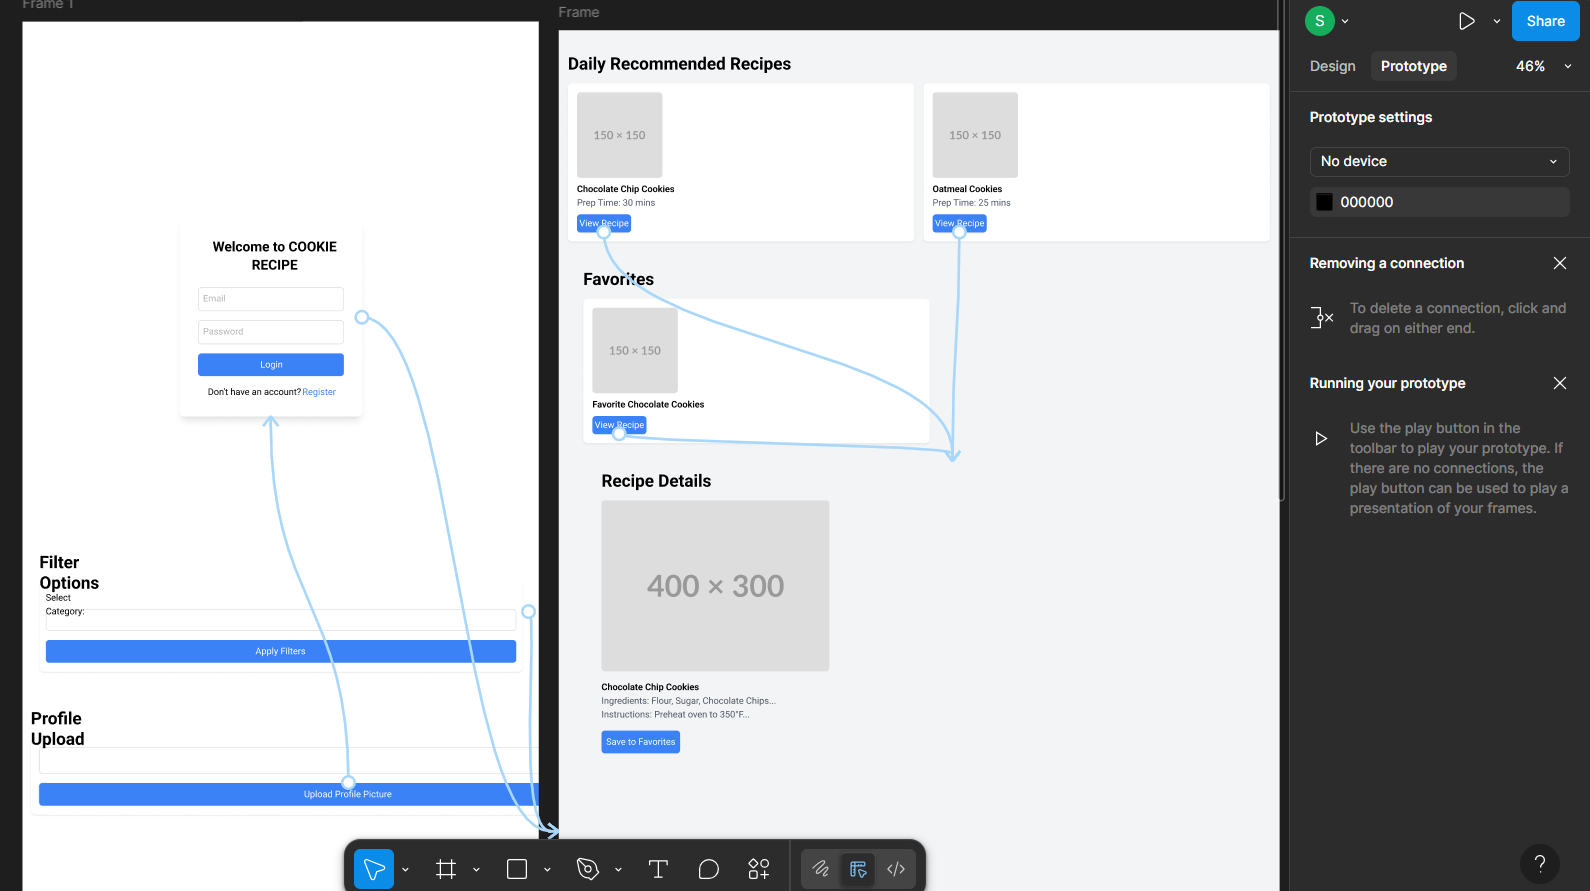 Frame 1
Welcome to COOKIE
RECIPE
Email
Password
Login
Don't have an account? Register
Filter
Options
Select
Category:
Apply Filters
Profile
Upload
Upload Profile Picture
Frame
Daily Recommended Recipes
150 × 150
Chocolate Chip Cookies
Prep Time: 30 mins
View Recipe
150 × 150
Oatmeal Cookies
Prep Time: 25 mins
View Recipe
Favorites
150 × 150
Favorite Chocolate Cookies
View Recipe
Recipe Details
400 × 300
Chocolate Chip Cookies
Ingredients: Flour, Sugar, Chocolate Chips...
Instructions: Preheat oven to 350°F...
Save to Favorites
S
Share
Design
Prototype
46%
Prototype settings
No device
000000
Removing a connection
To delete a connection, click and
drag on either end.
Running your prototype
Use the play button in the
toolbar to play your prototype. If
there are no connections, the
play button can be used to play a
presentation of your frames.
?